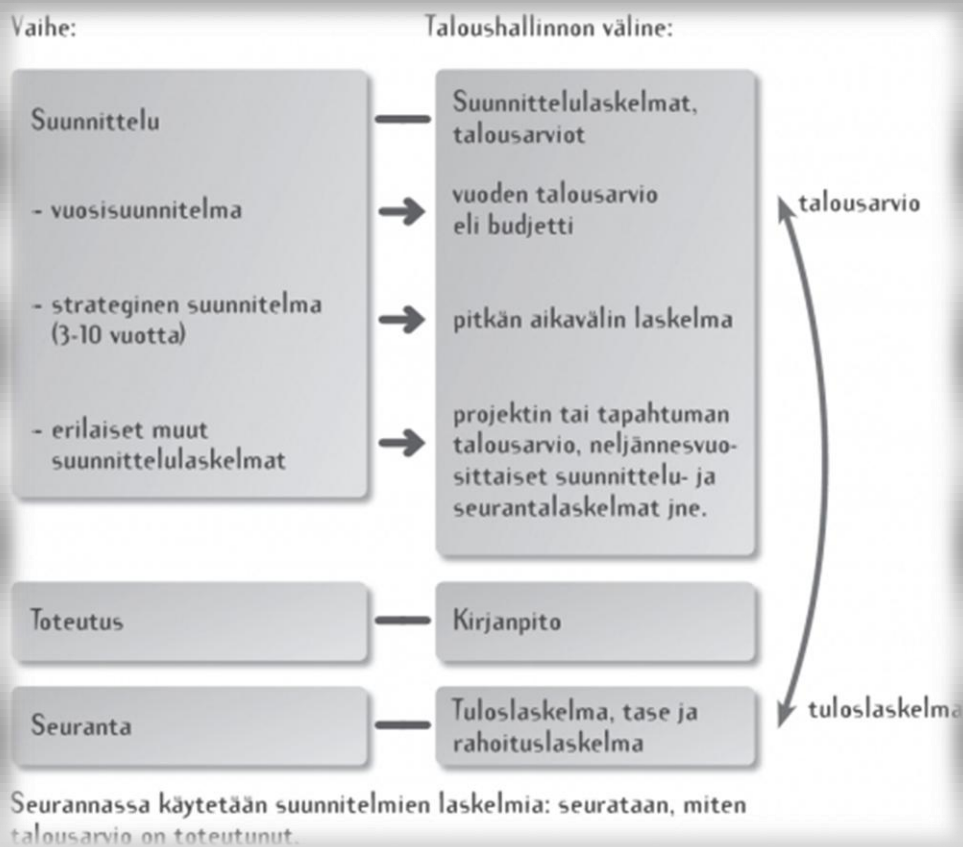 Vaihe:
Taloushallinnon väline:
Suunnittelu
Suunnittelulaskelmat,
talousarviot
- vuosisuunnitelma
vuoden talousarvio
eli budjetti
talousarvio
- strateginen suunnitelma
(3-10 vuotta)
pitkän aikavälin laskelma
- erilaiset muut
suunnittelulaskelmat
projektin tai tapahtuman
talousarvio, neljännesvuo-
sittaiset suunnittelu- ja
seurantalaskelmat jne.
Toteutus
Kirjanpito
Seuranta
Tuloslaskelma, tase ja
rahoituslaskelma
tuloslaskelma
Seurannassa käytetään suunnitelmien laskelmia: seurataan, miten
talousarvio on toteutunut.